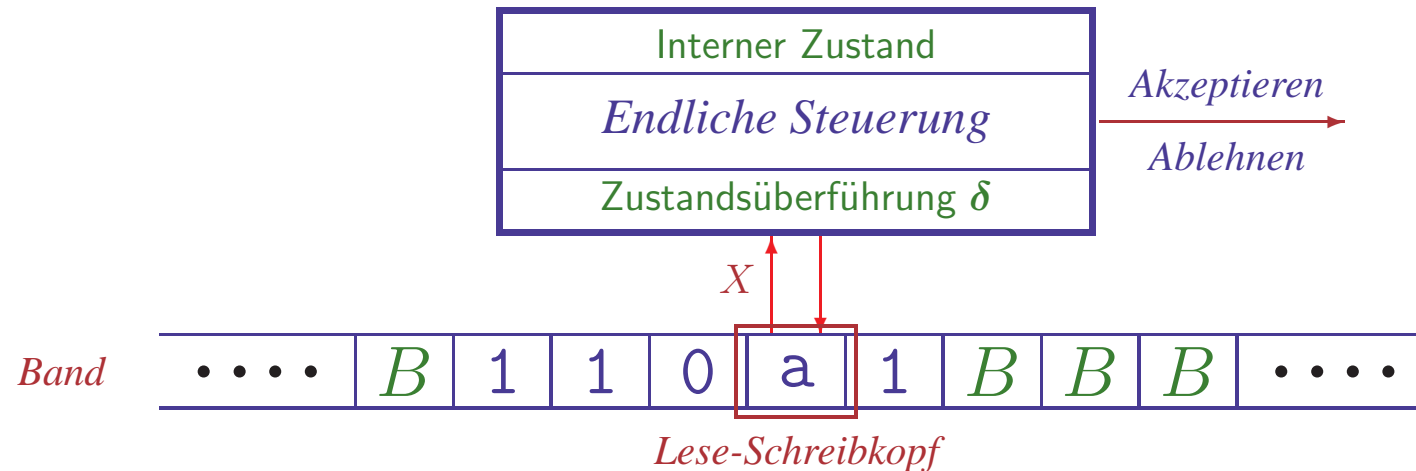 Interner Zustand
Endliche Steuerung
Zustandsüberführung δ
Akzeptieren
Ablehnen
X
Band
.... B 1 1 0 a 1 B B B ....
Lese-Schreibkopf